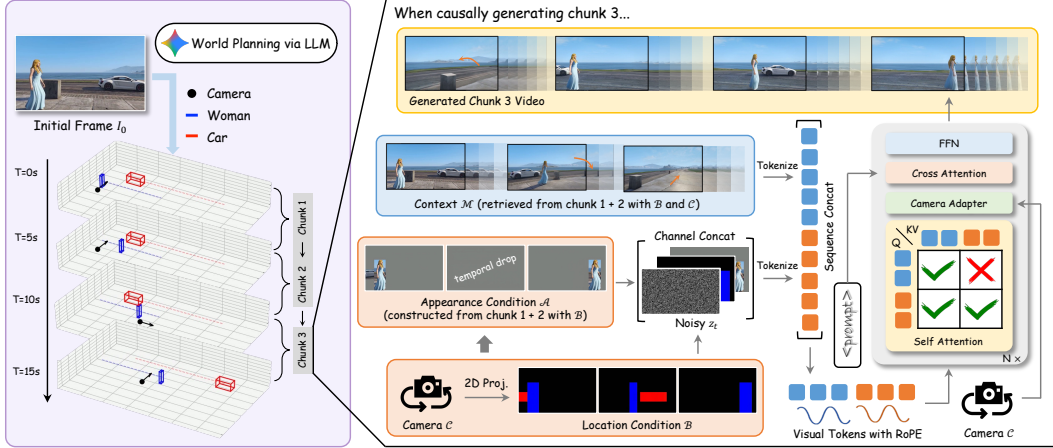 World Planning via LLM
Initial Frame I₀
Camera
Woman
Car
T=0s
T=5s
T=10s
T=15s
Chunk 1
Chunk 2
Chunk 3
When causally generating chunk 3...
Generated Chunk 3 Video
Context ℳ (retrieved from chunk 1 + 2 with ℬ and 𝒞)
Tokenize
temporal drop
Appearance Condition 𝒜
(constructed from chunk 1 + 2 with ℬ)
Channel Concat
Noisy zₜ
Tokenize
Camera 𝒞
2D Proj.
Location Condition ℬ
Sequence Concat
<prompt>
FFN
Cross Attention
Camera Adapter
Q
KV
Self Attention
N ×
Visual Tokens with RoPE
Camera 𝒞